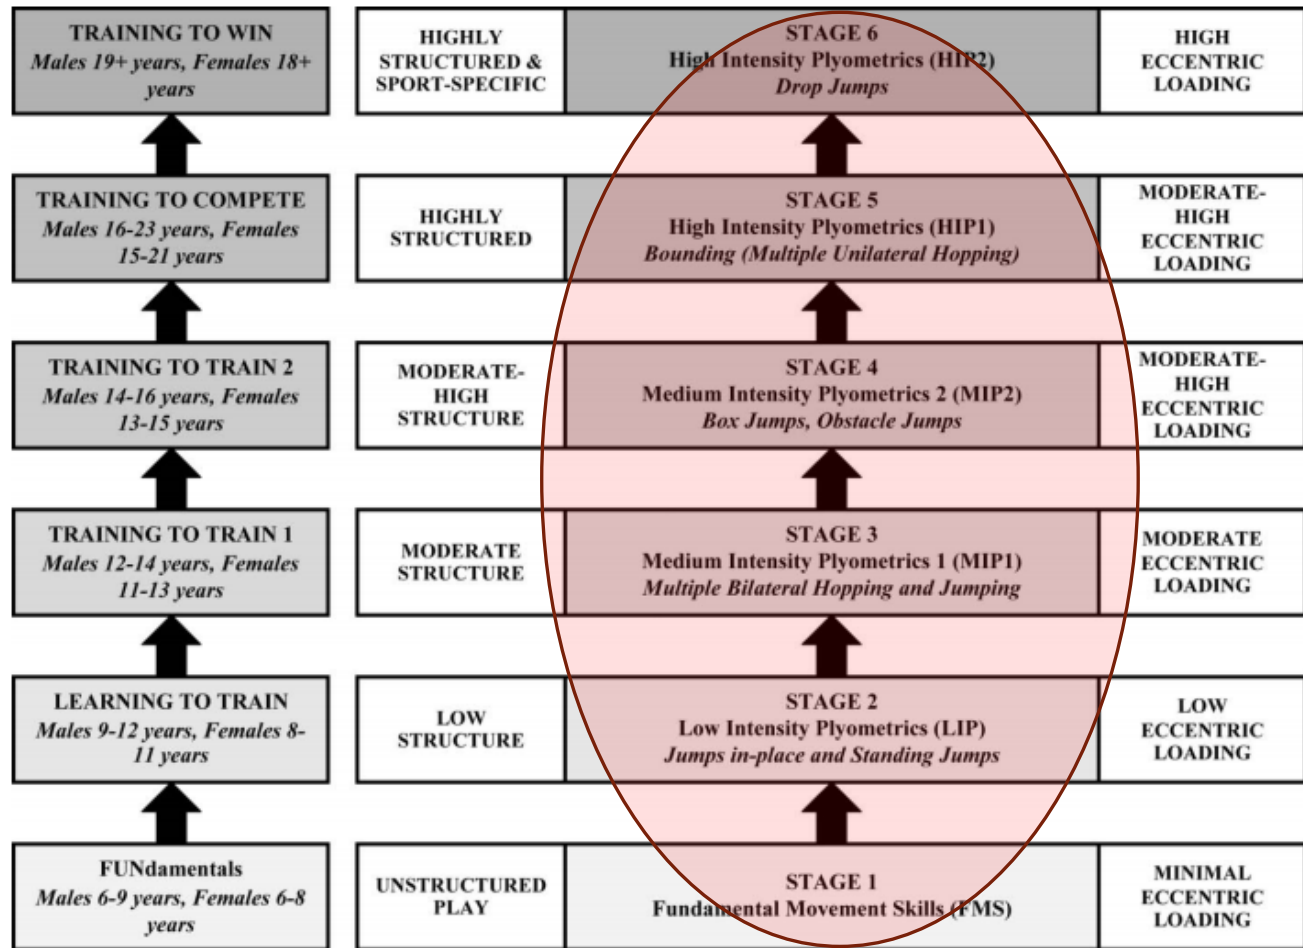 TRAINING TO WIN
Males 19+ years, Females 18+
years
HIGHLY
STRUCTURED &
SPORT-SPECIFIC
STAGE 6
High Intensity Plyometrics (HIP2)
Drop Jumps
HIGH
ECCENTRIC
LOADING
TRAINING TO COMPETE
Males 16-23 years, Females
15-21 years
HIGHLY
STRUCTURED
STAGE 5
High Intensity Plyometrics (HIP1)
Bounding (Multiple Unilateral Hopping)
MODERATE-
HIGH
ECCENTRIC
LOADING
TRAINING TO TRAIN 2
Males 14-16 years, Females
13-15 years
MODERATE-
HIGH
STRUCTURE
STAGE 4
Medium Intensity Plyometrics 2 (MIP2)
Box Jumps, Obstacle Jumps
MODERATE-
HIGH
ECCENTRIC
LOADING
TRAINING TO TRAIN 1
Males 12-14 years, Females
11-13 years
MODERATE
STRUCTURE
STAGE 3
Medium Intensity Plyometrics 1 (MIP1)
Multiple Bilateral Hopping and Jumping
MODERATE
ECCENTRIC
LOADING
LEARNING TO TRAIN
Males 9-12 years, Females 8-
11 years
LOW
STRUCTURE
STAGE 2
Low Intensity Plyometrics (LIP)
Jumps in-place and Standing Jumps
LOW
ECCENTRIC
LOADING
FUNdamentals
Males 6-9 years, Females 6-8
years
UNSTRUCTURED
PLAY
STAGE 1
Fundamental Movement Skills (FMS)
MINIMAL
ECCENTRIC
LOADING